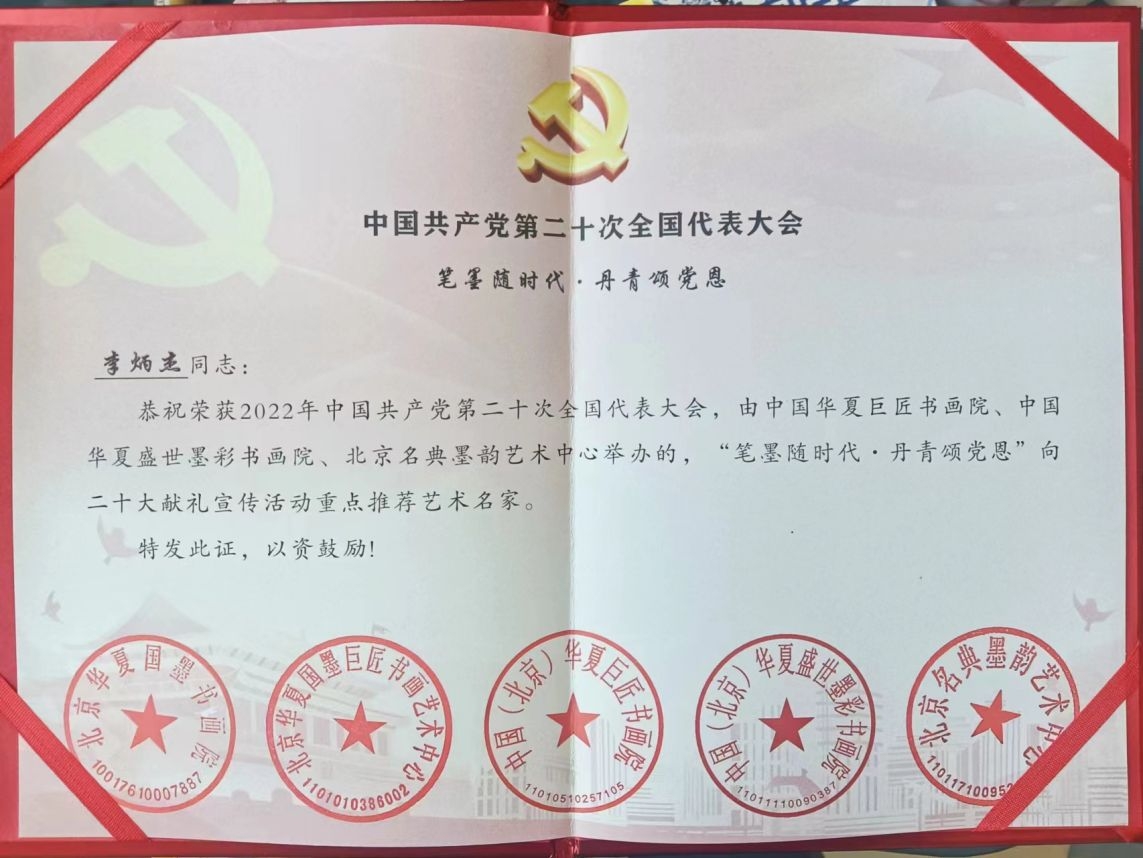 中国共产党第二十次全国代表大会
笔墨随时代·丹青颂党恩
李炳杰同志：
恭祝荣获2022年中国共产党第二十次全国代表大会，由中国华夏巨匠书画院、中国
华夏盛世墨彩书画院、北京名典墨韵艺术中心举办的，“笔墨随时代·丹青颂党恩”向
二十大献礼宣传活动重点推荐艺术名家。
特发此证，以资鼓励!
北京华夏国墨书画院
10017610007887
北京华夏国墨巨匠书画艺术中心
1101010386002
中国（北京）华夏巨匠书画院
11010510257105
中国（北京）华夏盛世墨彩书画院
11011110090387
北京名典墨韵艺术中心